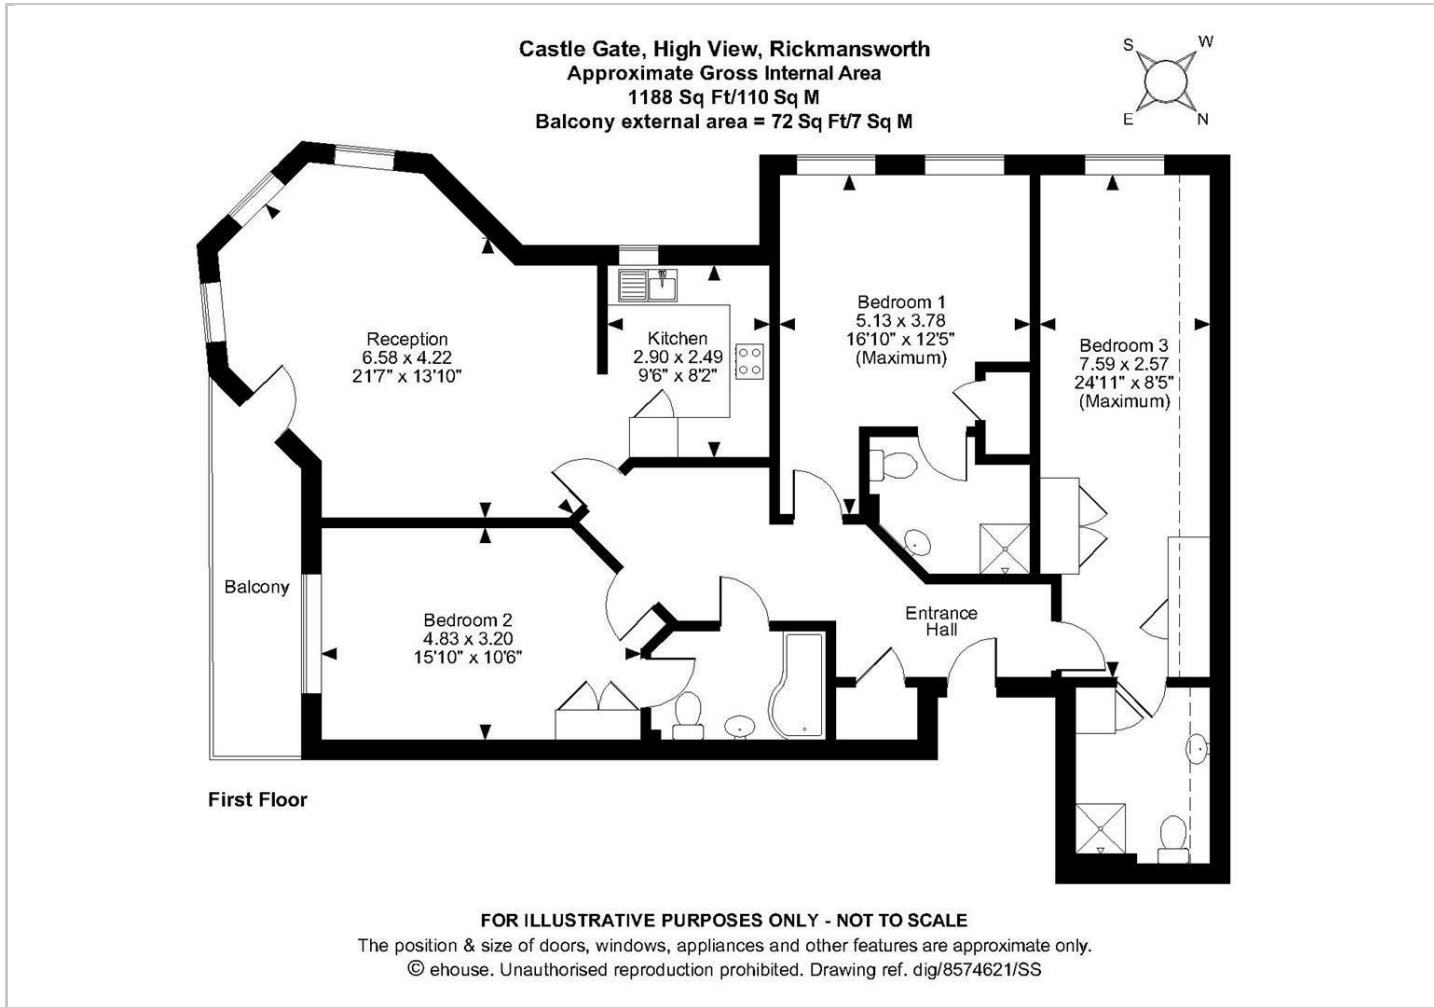 Castle Gate, High View, Rickmansworth
Approximate Gross Internal Area
1188 Sq Ft/110 Sq M
Balcony external area = 72 Sq Ft/7 Sq M
S
W
E
N
Reception
6.58 x 4.22
21'7" x 13'10"
Kitchen
2.90 x 2.49
9'6" x 8'2"
Bedroom 1
5.13 x 3.78
16'10" x 12'5"
(Maximum)
Bedroom 3
7.59 x 2.57
24'11" x 8'5"
(Maximum)
Balcony
Bedroom 2
4.83 x 3.20
15'10" x 10'6"
Entrance
Hall
First Floor
FOR ILLUSTRATIVE PURPOSES ONLY - NOT TO SCALE
The position & size of doors, windows, appliances and other features are approximate only.
© ehouse. Unauthorised reproduction prohibited. Drawing ref. dig/8574621/SS